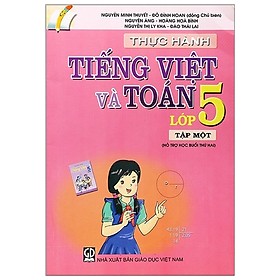 NGUYỄN MINH THUYẾT - ĐỖ ĐÌNH HOAN (đồng Chủ biên)
NGUYỄN ÁNG - HOÀNG HOÀ BÌNH
NGUYỄN THỊ LY KHA - ĐÀO THÁI LAI
THỰC HÀNH
TIẾNG VIỆT
VÀ TOÁN
LỚP 5
TẬP MỘT
(HỖ TRỢ HỌC BUỔI THỨ HAI)
NHÀ XUẤT BẢN GIÁO DỤC VIỆT NAM